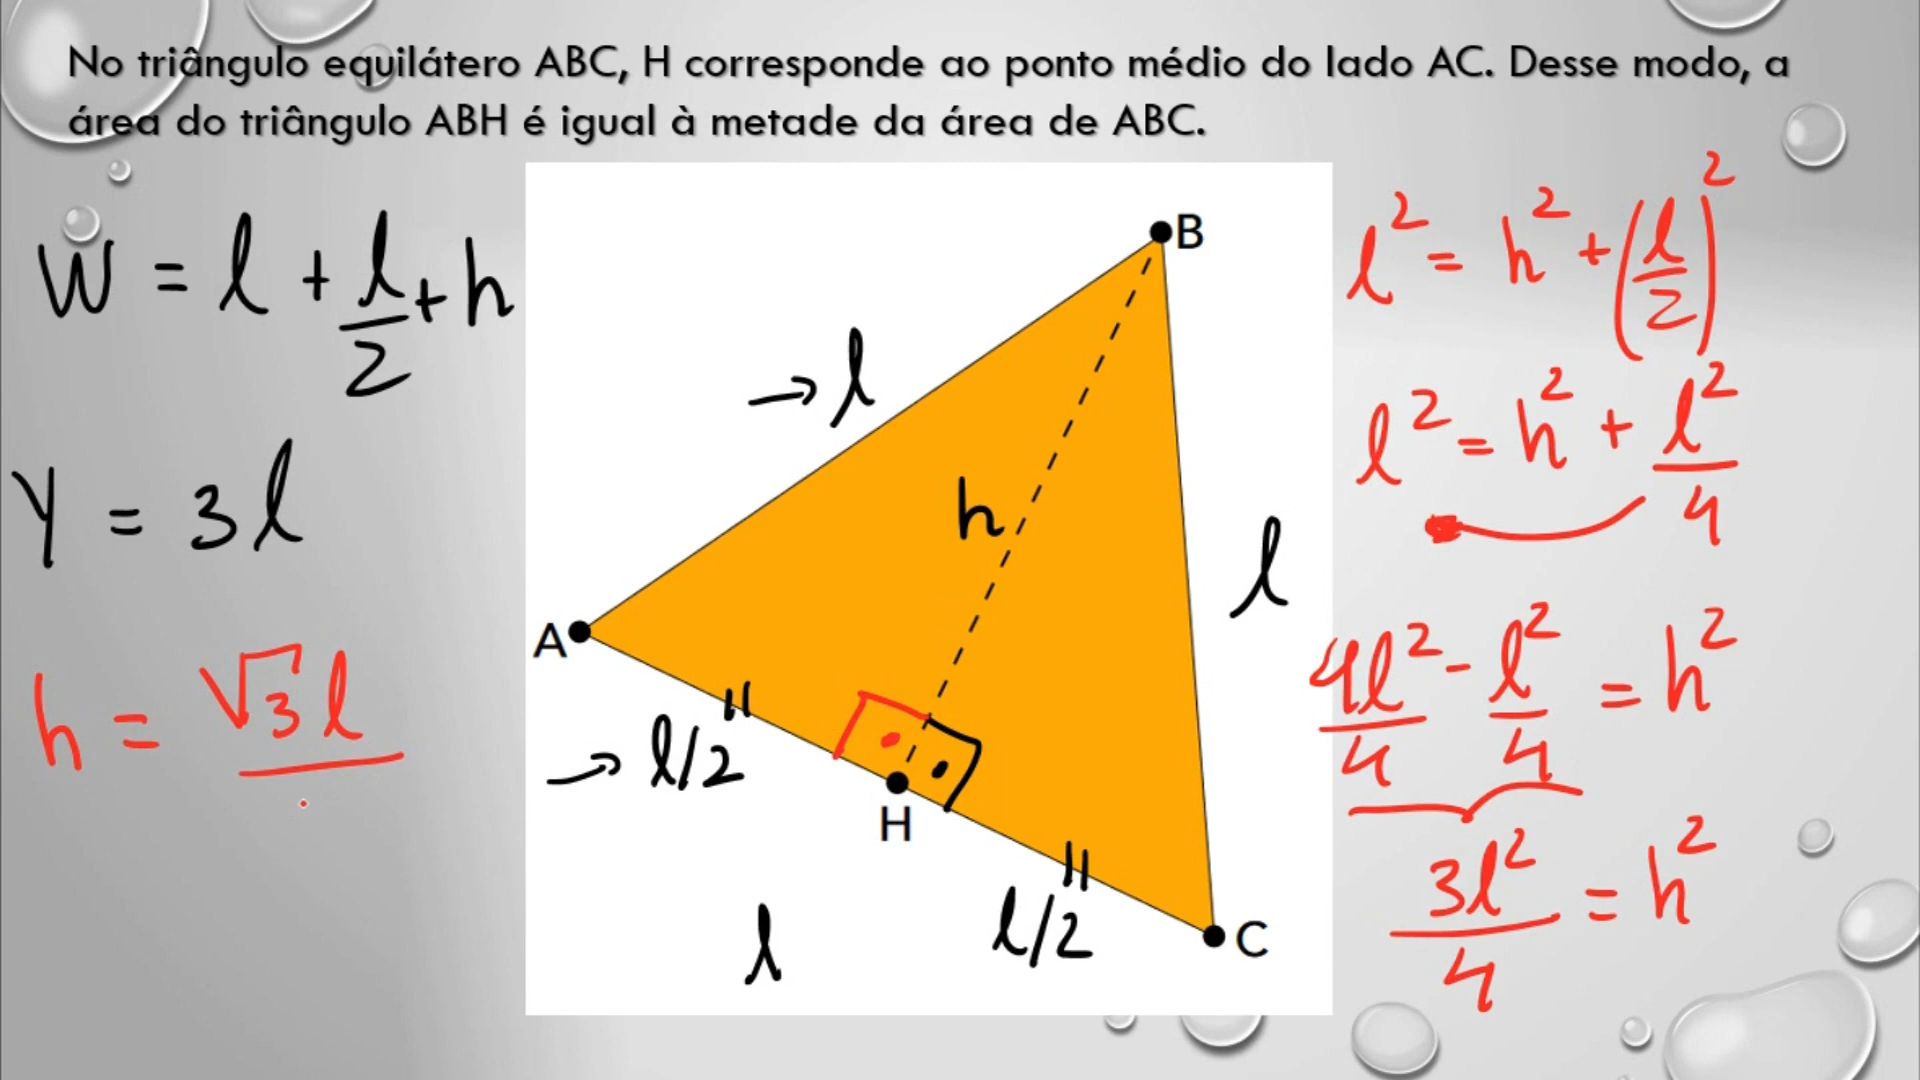 No triângulo equilátero ABC, H corresponde ao ponto médio do lado AC. Desse modo, a
área do triângulo ABH é igual à metade da área de ABC.
W = l + l/2 + h
Y = 3l
h = √3 l
B
→ l
h
l
A
→ l/2
H
l/2
l
C
l² = h² + (l/2)²
l² = h² + l²/4
4l²/4 - l²/4 = h²
3l²/4 = h²